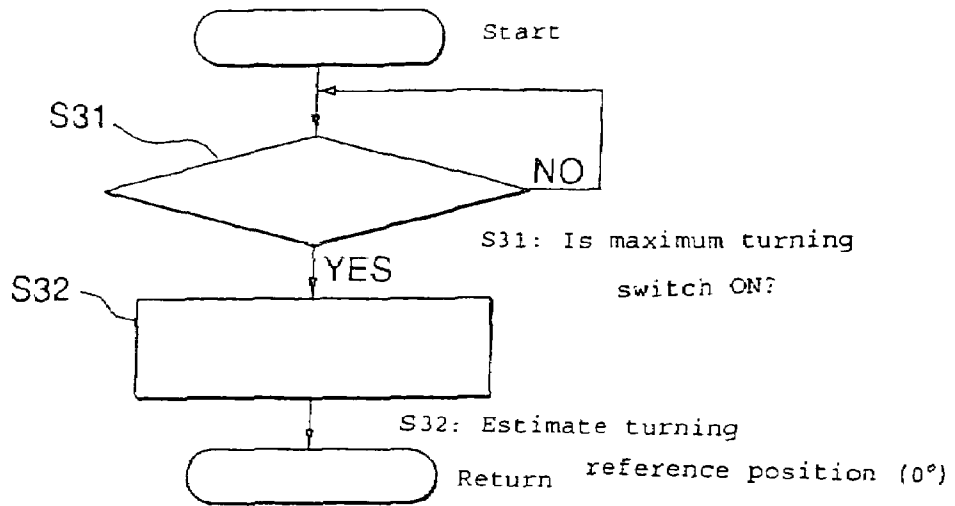 Start
S31
NO
S31: Is maximum turning
switch ON?
YES
S32
S32: Estimate turning
reference position (0°)
Return